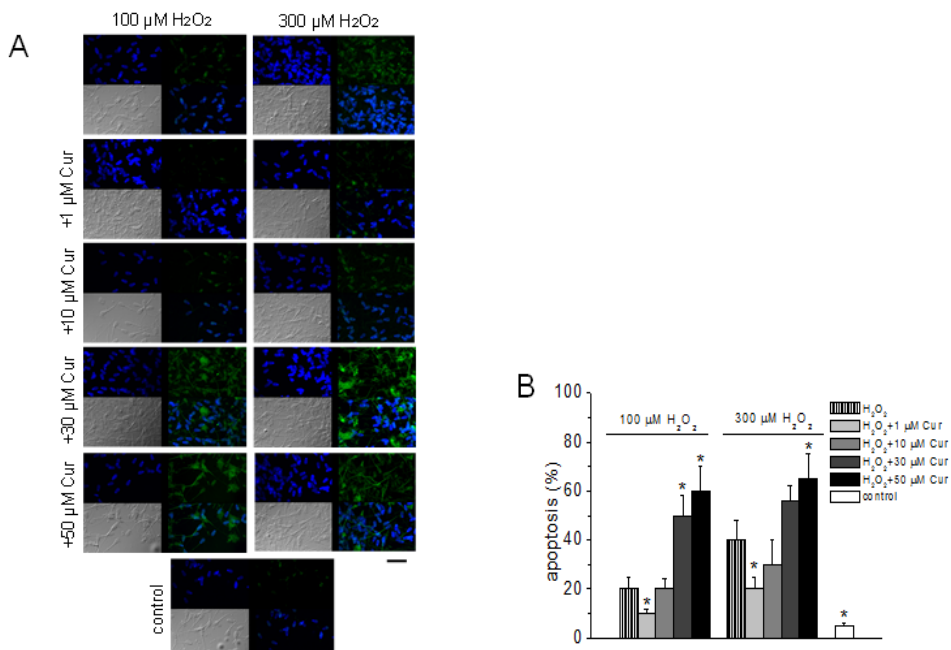 100 µM H₂O₂ 300 µM H₂O₂
A
+1 µM Cur
+10 µM Cur
+30 µM Cur
+50 µM Cur
control
B
apoptosis (%)
100
80
60
40
20
0
100 µM H₂O₂ 300 µM H₂O₂
* * * * * *
H₂O₂
H₂O₂+1 µM Cur
H₂O₂+10 µM Cur
H₂O₂+30 µM Cur
H₂O₂+50 µM Cur
control